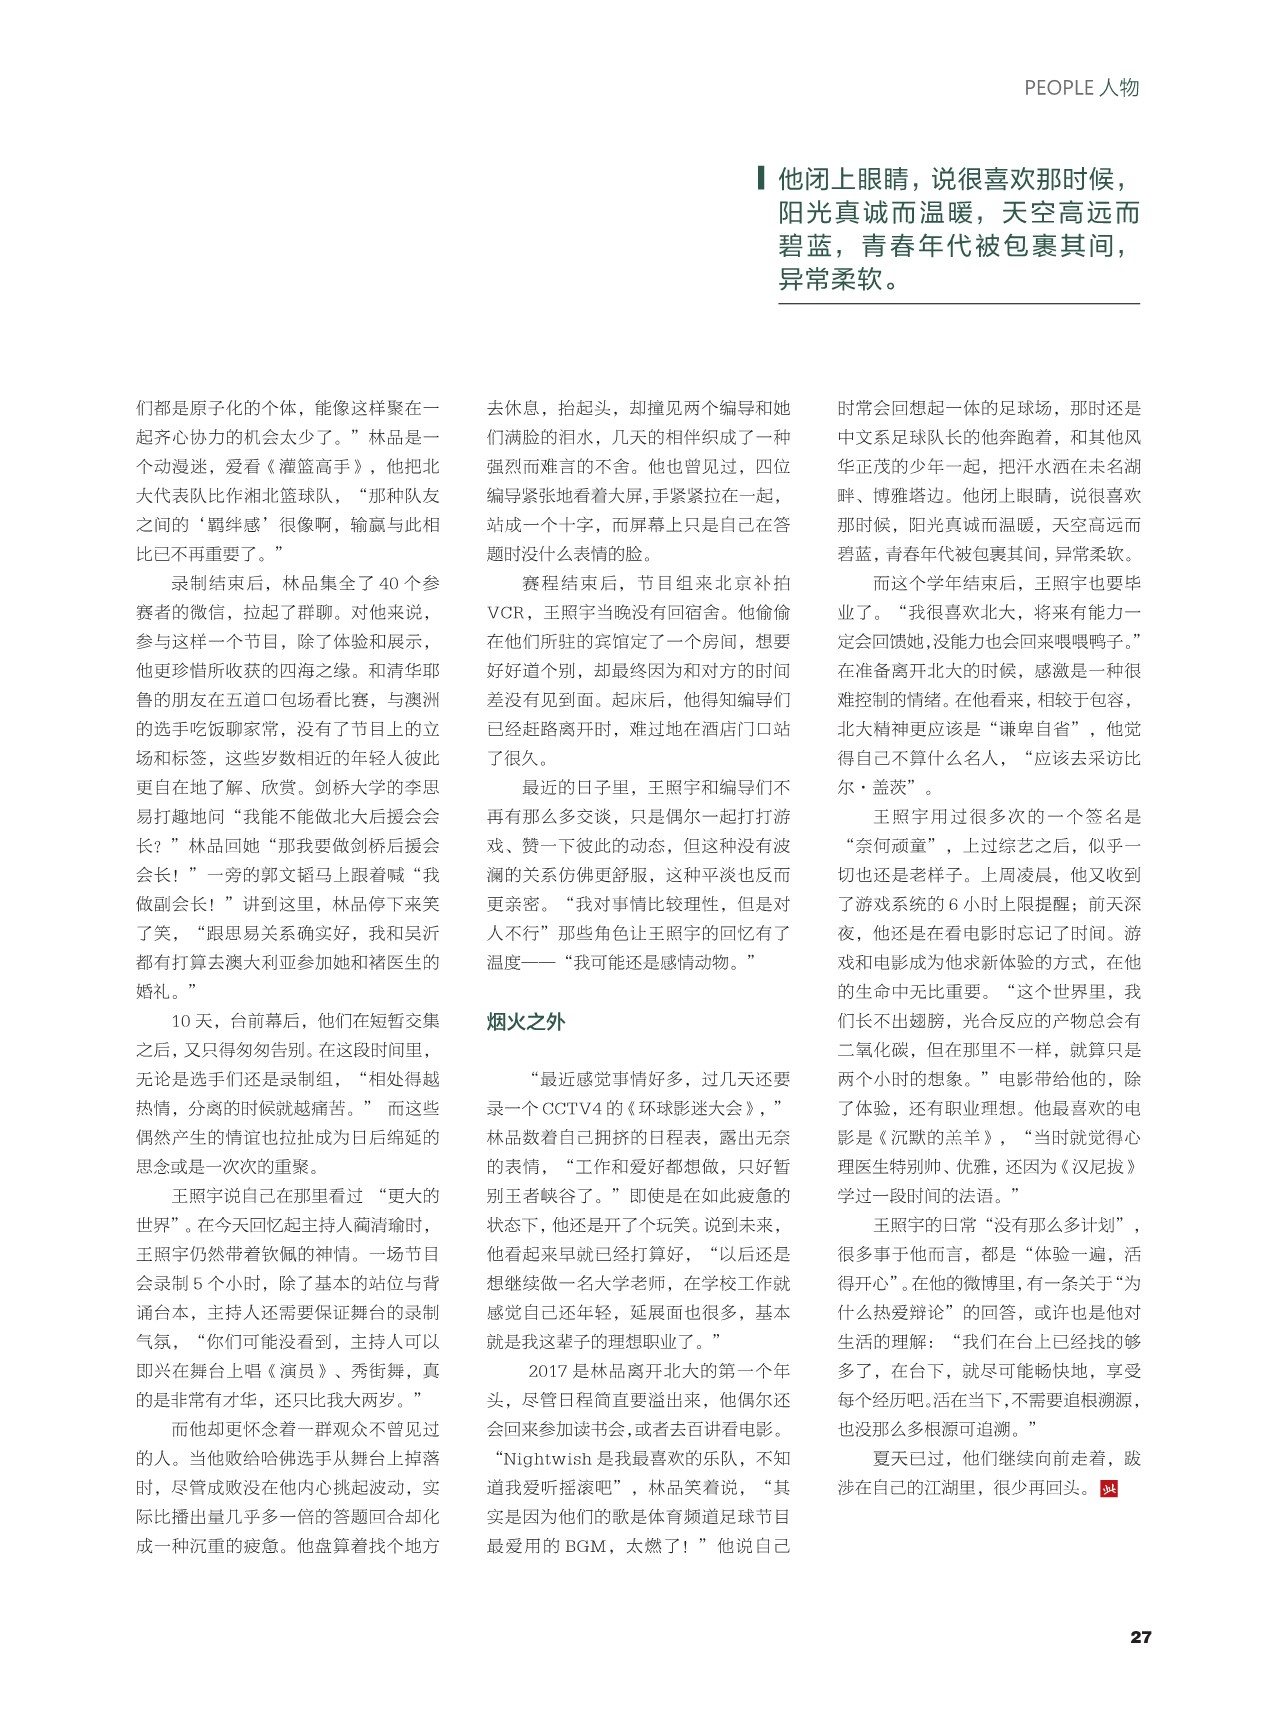 PEOPLE 人物
他闭上眼睛，说很喜欢那时候，
阳光真诚而温暖，天空高远而
碧蓝，青春年代被包裹其间，
异常柔软。
们都是原子化的个体，能像这样聚在一
起齐心协力的机会太少了。”林品是一
个动漫迷，爱看《灌篮高手》，他把北
大代表队比作湘北篮球队，“那种队友
之间的‘羁绊感’很像啊，输赢与此相
比已不再重要了。”
录制结束后，林品集全了 40 个参
赛者的微信，拉起了群聊。对他来说，
参与这样一个节目，除了体验和展示，
他更珍惜所收获的四海之缘。和清华耶
鲁的朋友在五道口包场看比赛，与澳洲
的选手吃饭聊家常，没有了节目上的立
场和标签，这些岁数相近的年轻人彼此
更自在地了解、欣赏。剑桥大学的李思
易打趣地问“我能不能做北大后援会会
长？”林品回她“那我要做剑桥后援会
会长！”一旁的郭文韬马上跟着喊“我
做副会长！”讲到这里，林品停下来笑
了笑，“跟思易关系确实好，我和吴沂
都有打算去澳大利亚参加她和褚医生的
婚礼。”
10 天，台前幕后，他们在短暂交集
之后，又只得匆匆告别。在这段时间里，
无论是选手们还是录制组，“相处得越
热情，分离的时候就越痛苦。” 而这些
偶然产生的情谊也拉扯成为日后绵延的
思念或是一次次的重聚。
王照宇说自己在那里看过 “更大的
世界”。在今天回忆起主持人蔺清瑜时，
王照宇仍然带着钦佩的神情。一场节目
会录制 5 个小时，除了基本的站位与背
诵台本，主持人还需要保证舞台的录制
气氛，“你们可能没看到，主持人可以
即兴在舞台上唱《演员》、秀街舞，真
的是非常有才华，还只比我大两岁。”
而他却更怀念着一群观众不曾见过
的人。当他败给哈佛选手从舞台上掉落
时，尽管成败没在他内心挑起波动，实
际比播出量几乎多一倍的答题回合却化
成一种沉重的疲惫。他盘算着找个地方
去休息，抬起头，却撞见两个编导和她
们满脸的泪水，几天的相伴织成了一种
强烈而难言的不舍。他也曾见过，四位
编导紧张地看着大屏，手紧紧拉在一起，
站成一个十字，而屏幕上只是自己在答
题时没什么表情的脸。
赛程结束后，节目组来北京补拍
VCR，王照宇当晚没有回宿舍。他偷偷
在他们所驻的宾馆定了一个房间，想要
好好道个别，却最终因为和对方的时间
差没有见到面。起床后，他得知编导们
已经赶路离开时，难过地在酒店门口站
了很久。
最近的日子里，王照宇和编导们不
再有那么多交谈，只是偶尔一起打打游
戏、赞一下彼此的动态，但这种没有波
澜的关系仿佛更舒服，这种平淡也反而
更亲密。“我对事情比较理性，但是对
人不行”那些角色让王照宇的回忆有了
温度——“我可能还是感情动物。”
烟火之外
“最近感觉事情好多，过几天还要
录一个 CCTV4 的《环球影迷大会》，”
林品数着自己拥挤的日程表，露出无奈
的表情，“工作和爱好都想做，只好暂
别王者峡谷了。”即使是在如此疲惫的
状态下，他还是开了个玩笑。说到未来，
他看起来早就已经打算好，“以后还是
想继续做一名大学老师，在学校工作就
感觉自己还年轻，延展面也很多，基本
就是我这辈子的理想职业了。”
2017 是林品离开北大的第一个年
头，尽管日程简直要溢出来，他偶尔还
会回来参加读书会，或者去百讲看电影。
“Nightwish 是我最喜欢的乐队，不知
道我爱听摇滚吧”，林品笑着说，“其
实是因为他们的歌是体育频道足球节目
最爱用的 BGM，太燃了！”他说自己
时常会回想起一体的足球场，那时还是
中文系足球队长的他奔跑着，和其他风
华正茂的少年一起，把汗水洒在未名湖
畔、博雅塔边。他闭上眼睛，说很喜欢
那时候，阳光真诚而温暖，天空高远而
碧蓝，青春年代被包裹其间，异常柔软。
而这个学年结束后，王照宇也要毕
业了。“我很喜欢北大，将来有能力一
定会回馈她，没能力也会回来喂喂鸭子。”
在准备离开北大的时候，感激是一种很
难控制的情绪。在他看来，相较于包容，
北大精神更应该是“谦卑自省”，他觉
得自己不算什么名人，“应该去采访比
尔·盖茨”。
王照宇用过很多次的一个签名是
“奈何顽童”，上过综艺之后，似乎一
切也还是老样子。上周凌晨，他又收到
了游戏系统的 6 小时上限提醒；前天深
夜，他还是在看电影时忘记了时间。游
戏和电影成为他求新体验的方式，在他
的生命中无比重要。“这个世界里，我
们长不出翅膀，光合反应的产物总会有
二氧化碳，但在那里不一样，就算只是
两个小时的想象。”电影带给他的，除
了体验，还有职业理想。他最喜欢的电
影是《沉默的羔羊》，“当时就觉得心
理医生特别帅、优雅，还因为《汉尼拔》
学过一段时间的法语。”
王照宇的日常“没有那么多计划”，
很多事于他而言，都是“体验一遍，活
得开心”。在他的微博里，有一条关于“为
什么热爱辩论”的回答，或许也是他对
生活的理解：“我们在台上已经找的够
多了，在台下，就尽可能畅快地，享受
每个经历吧。活在当下，不需要追根溯源，
也没那么多根源可追溯。”
夏天已过，他们继续向前走着，跋
涉在自己的江湖里，很少再回头。
27